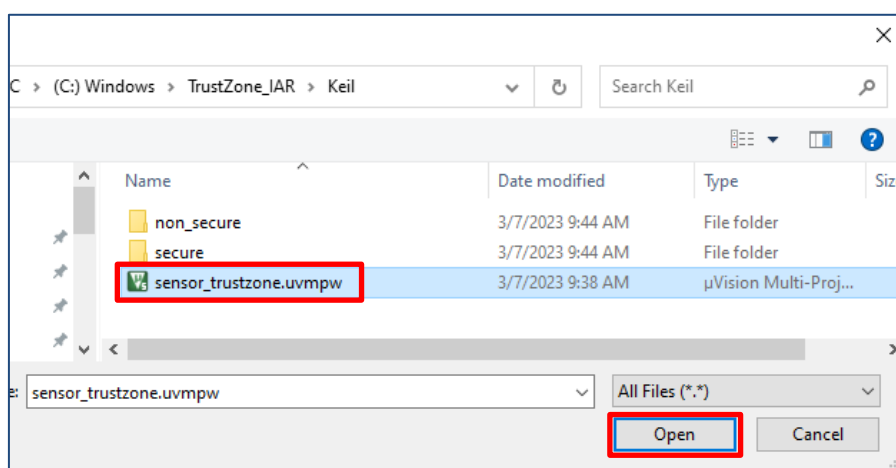 C > (C:) Windows > TrustZone_IAR > Keil Search Keil
Name Date modified Type Siz
non_secure 3/7/2023 9:44 AM File folder
secure 3/7/2023 9:44 AM File folder
sensor_trustzone.uvmpw 3/7/2023 9:38 AM µVision Multi-Proj...
e: sensor_trustzone.uvmpw All Files (*.*)
Open Cancel